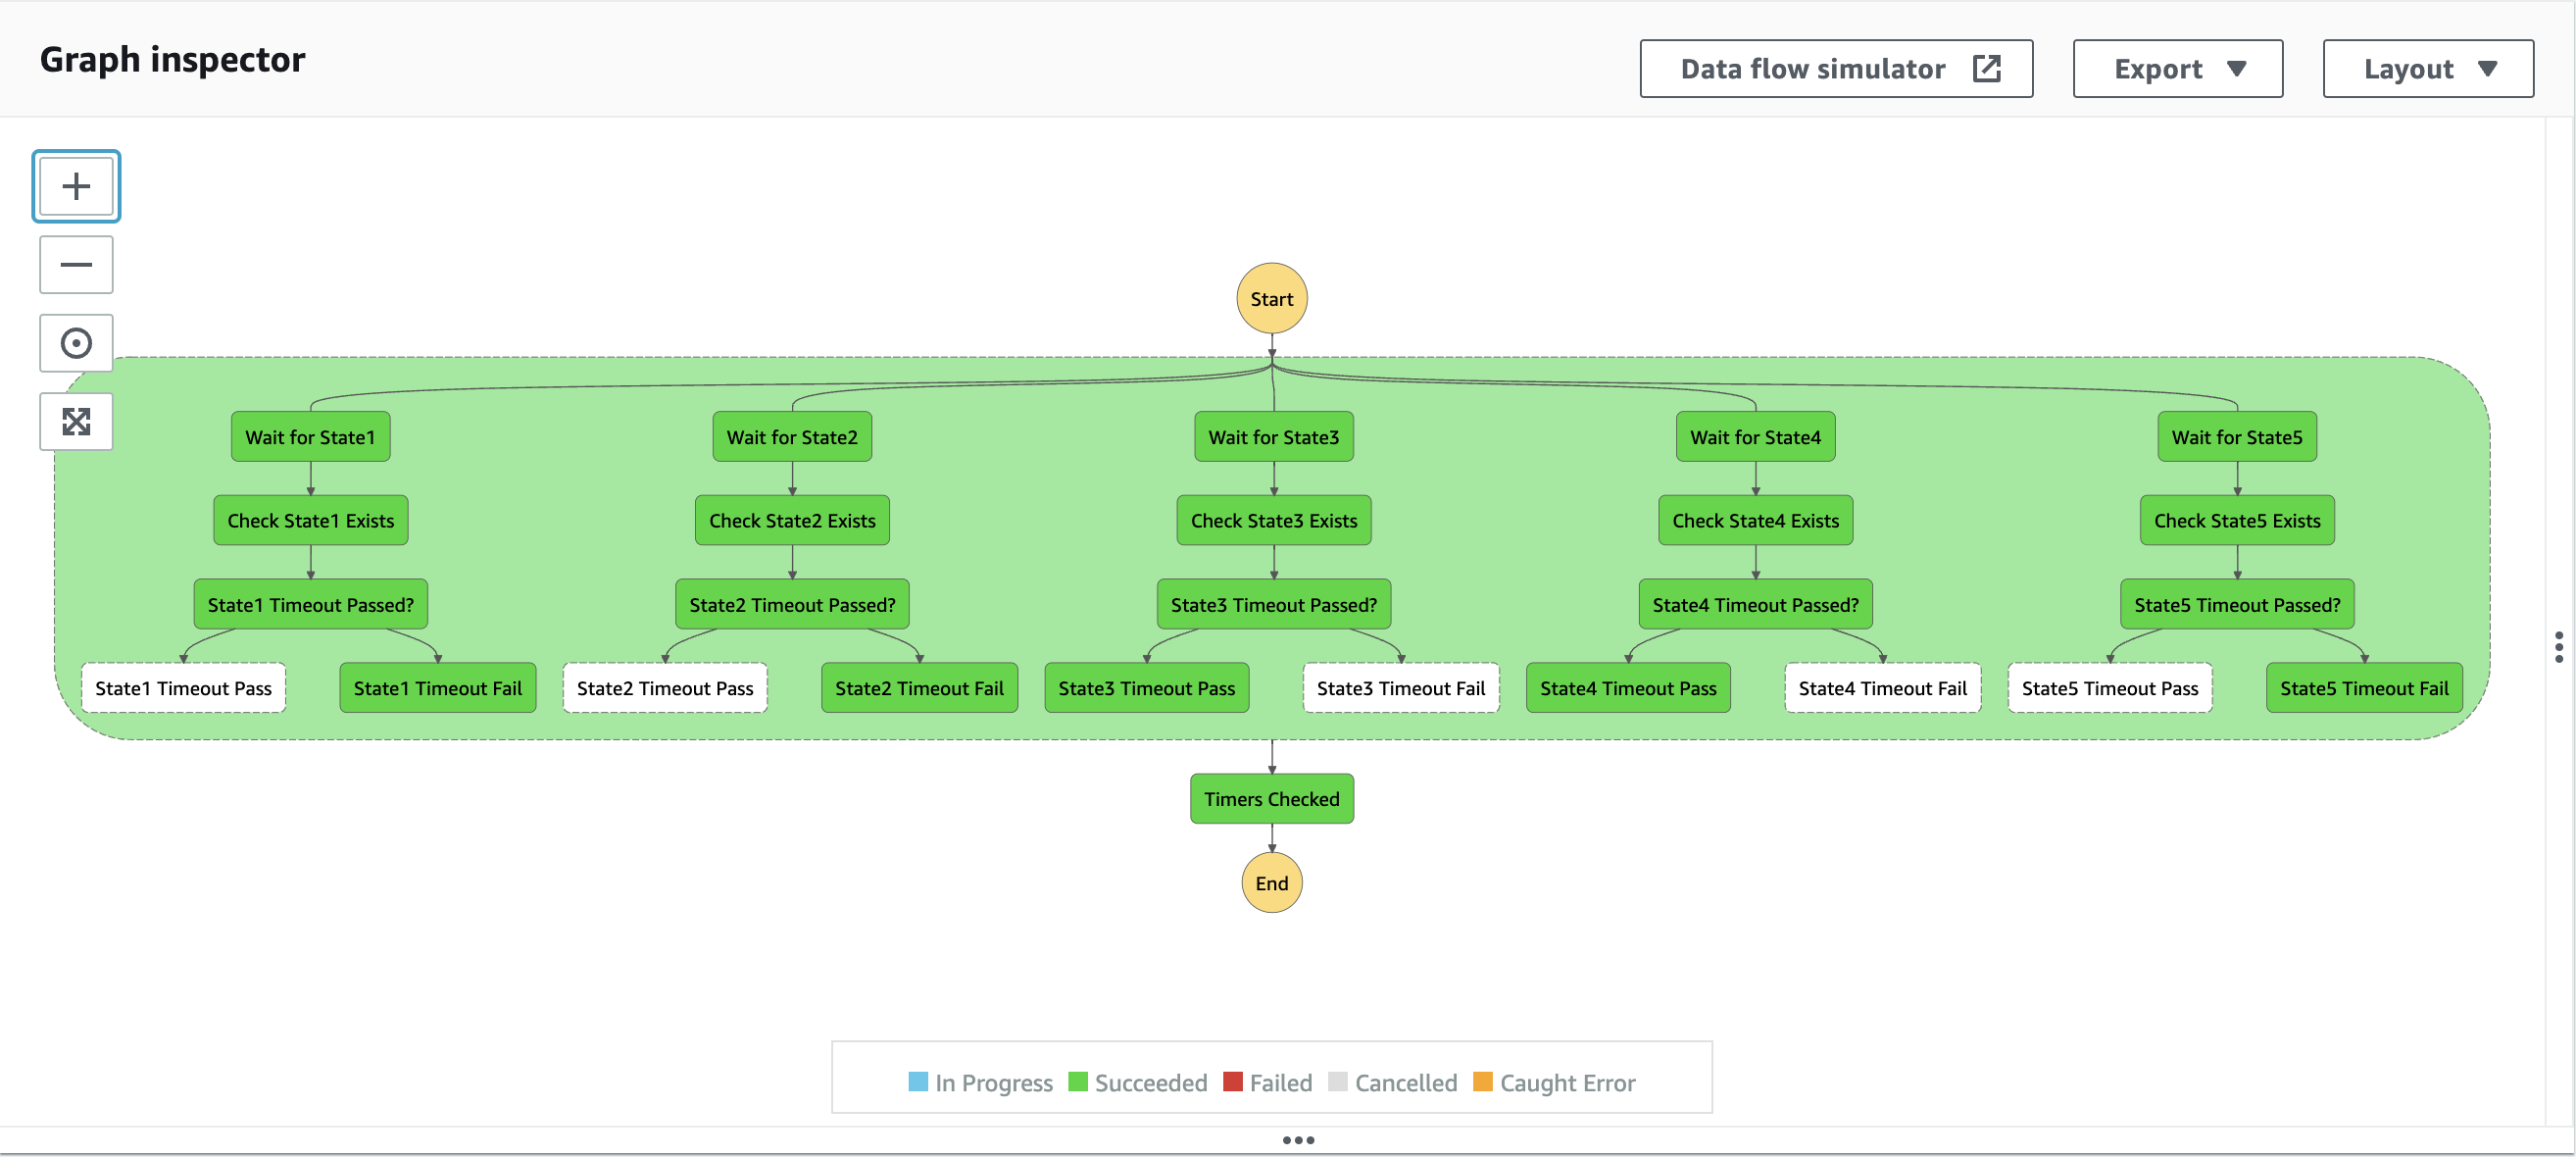 Graph inspector
Data flow simulator
Export
Layout
Start
Wait for State1
Wait for State2
Wait for State3
Wait for State4
Wait for State5
Check State1 Exists
Check State2 Exists
Check State3 Exists
Check State4 Exists
Check State5 Exists
State1 Timeout Passed?
State2 Timeout Passed?
State3 Timeout Passed?
State4 Timeout Passed?
State5 Timeout Passed?
State1 Timeout Pass
State1 Timeout Fail
State2 Timeout Pass
State2 Timeout Fail
State3 Timeout Pass
State3 Timeout Fail
State4 Timeout Pass
State4 Timeout Fail
State5 Timeout Pass
State5 Timeout Fail
Timers Checked
End
In Progress
Succeeded
Failed
Cancelled
Caught Error